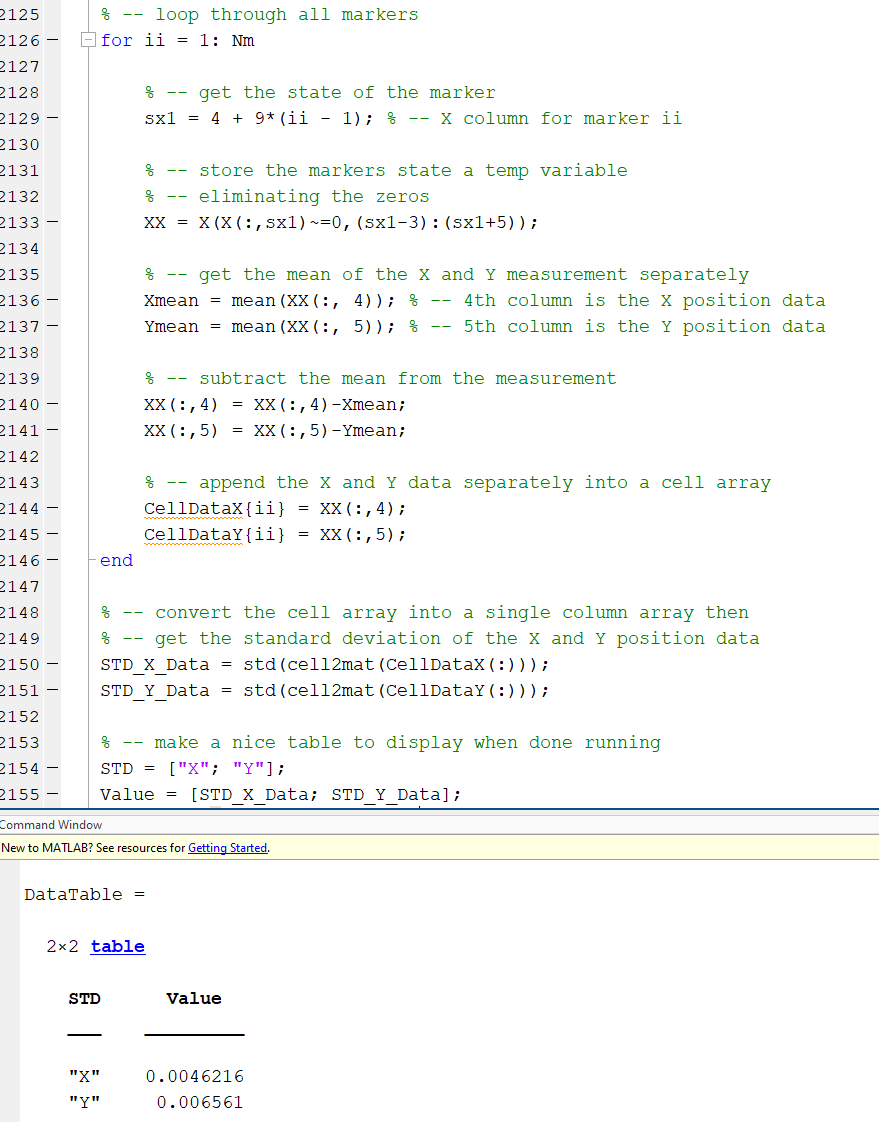 2125 % -- loop through all markers
2126 − for ii = 1: Nm
2127
2128 % -- get the state of the marker
2129 − sx1 = 4 + 9*(ii - 1); % -- X column for marker ii
2130
2131 % -- store the markers state a temp variable
2132 % -- eliminating the zeros
2133 − XX = X(X(:,sx1)~=0,(sx1-3):(sx1+5));
2134
2135 % -- get the mean of the X and Y measurement separately
2136 − Xmean = mean(XX(:, 4)); % -- 4th column is the X position data
2137 − Ymean = mean(XX(:, 5)); % -- 5th column is the Y position data
2138
2139 % -- subtract the mean from the measurement
2140 − XX(:,4) = XX(:,4)-Xmean;
2141 − XX(:,5) = XX(:,5)-Ymean;
2142
2143 % -- append the X and Y data separately into a cell array
2144 − CellDataX{ii} = XX(:,4);
2145 − CellDataY{ii} = XX(:,5);
2146 − end
2147
2148 % -- convert the cell array into a single column array then
2149 % -- get the standard deviation of the X and Y position data
2150 − STD_X_Data = std(cell2mat(CellDataX(:)));
2151 − STD_Y_Data = std(cell2mat(CellDataY(:)));
2152
2153 % -- make a nice table to display when done running
2154 − STD = ["X"; "Y"];
2155 − Value = [STD_X_Data; STD_Y_Data];
Command Window
New to MATLAB? See resources for Getting Started.
DataTable =
2×2 table
STD Value
"X" 0.0046216
"Y" 0.006561